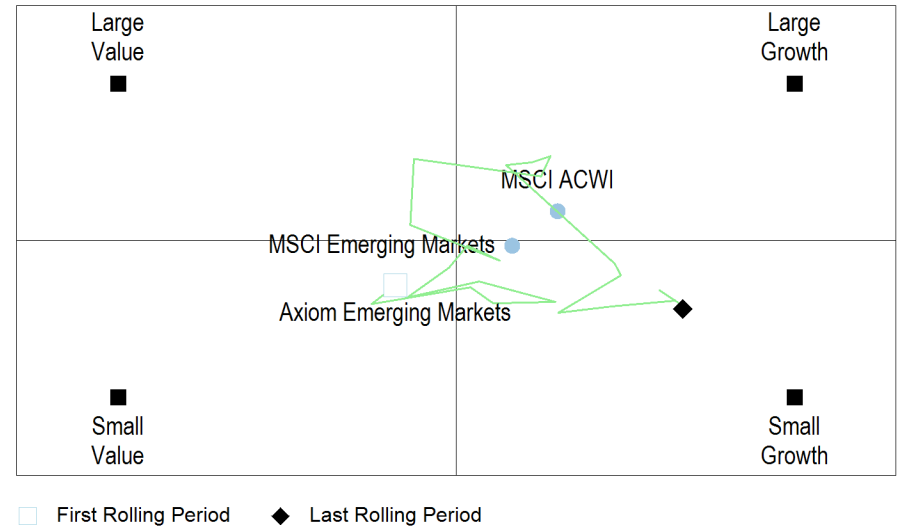 Large
Value
Large
Growth
MSCI ACWI
MSCI Emerging Markets
Axiom Emerging Markets
Small
Value
Small
Growth
First Rolling Period
Last Rolling Period